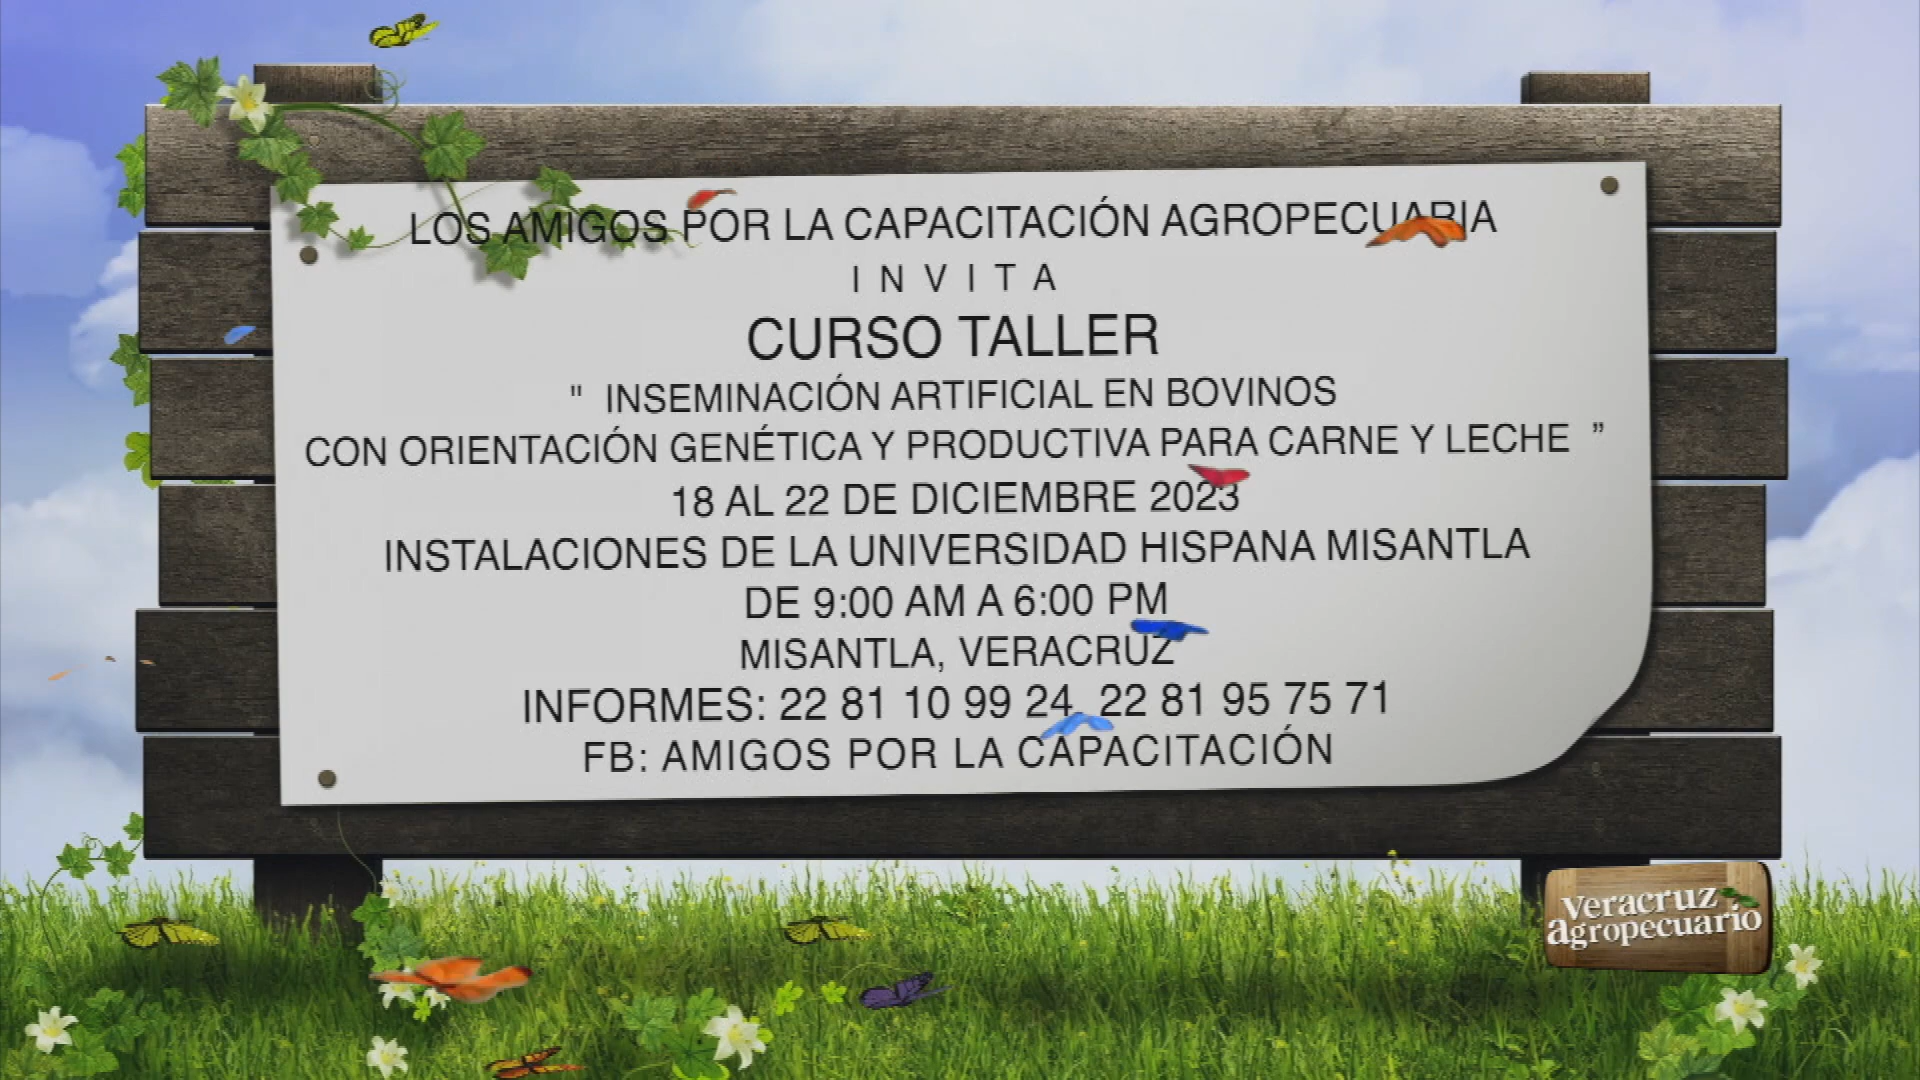 LOS AMIGOS POR LA CAPACITACIÓN AGROPECUARIA
I N V I T A
CURSO TALLER
" INSEMINACIÓN ARTIFICIAL EN BOVINOS
CON ORIENTACIÓN GENÉTICA Y PRODUCTIVA PARA CARNE Y LECHE ”
18 AL 22 DE DICIEMBRE 2023
INSTALACIONES DE LA UNIVERSIDAD HISPANA MISANTLA
DE 9:00 AM A 6:00 PM
MISANTLA, VERACRUZ
INFORMES: 22 81 10 99 24, 22 81 95 75 71
FB: AMIGOS POR LA CAPACITACIÓN
veracruz
agropecuario